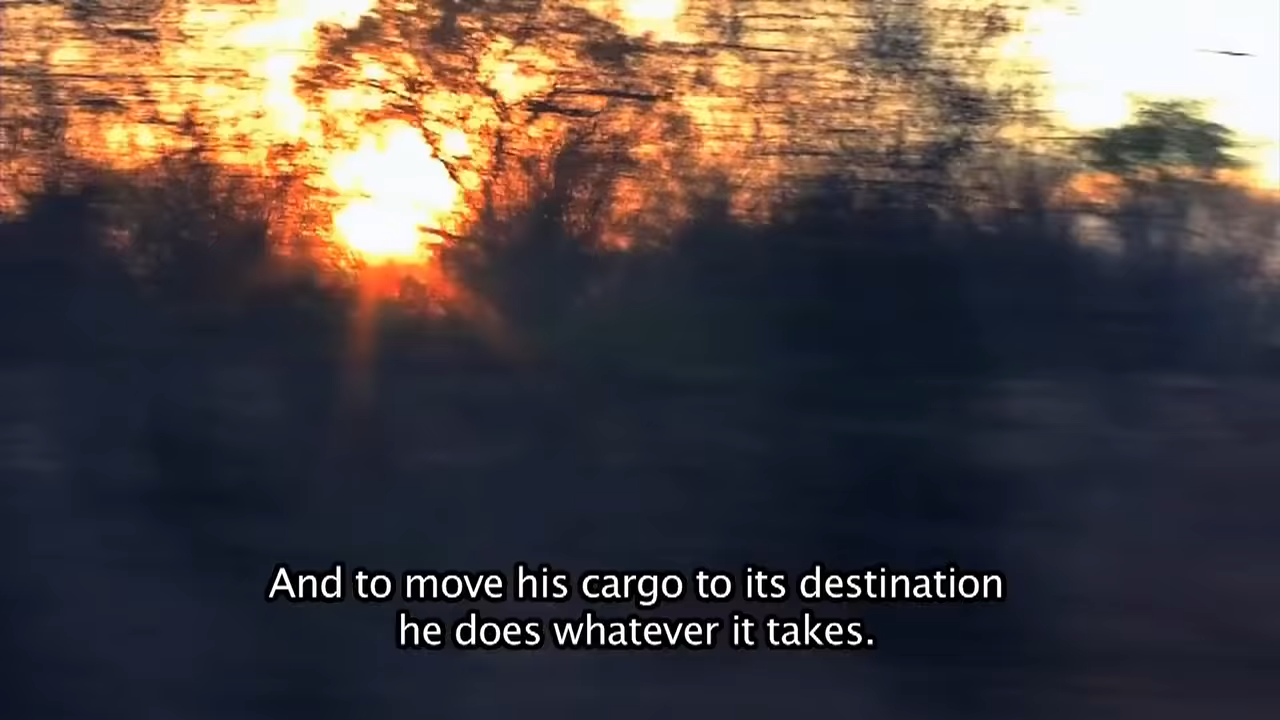 And to move his cargo to its destination
he does whatever it takes.